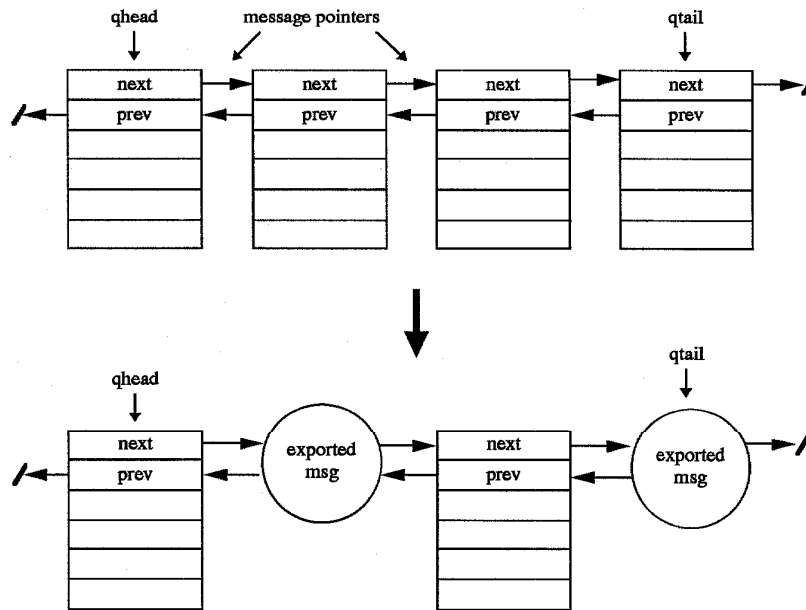 qhead message pointers qtail
next next next next
prev prev prev prev
qtail
qhead
next exported msg next exported msg
prev prev